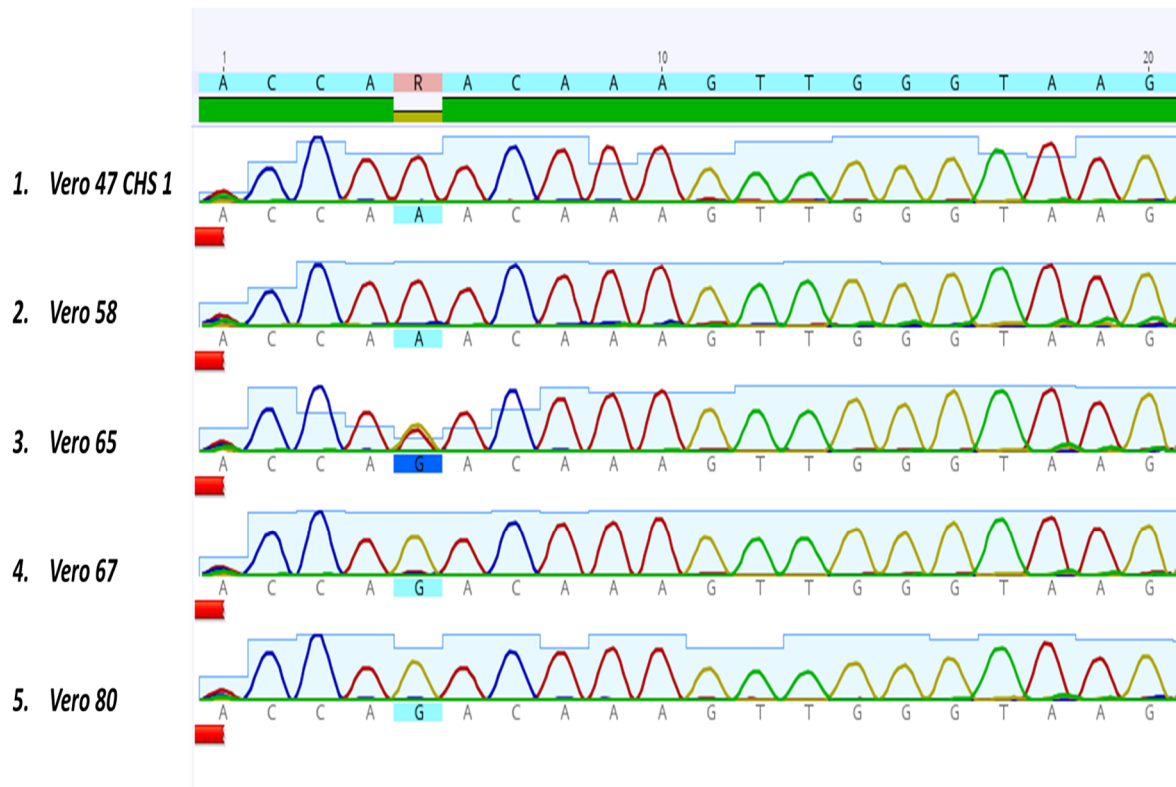 1 10 20
A C C A R A C A A A G T T G G G T A A G
1. Vero 47 CHS 1
A C C A A A C A A A G T T G G G T A A G
2. Vero 58
A C C A A A C A A A G T T G G G T A A G
3. Vero 65
A C C A G A C A A A G T T G G G T A A G
4. Vero 67
A C C A G A C A A A G T T G G G T A A G
5. Vero 80
A C C A G A C A A A G T T G G G T A A G